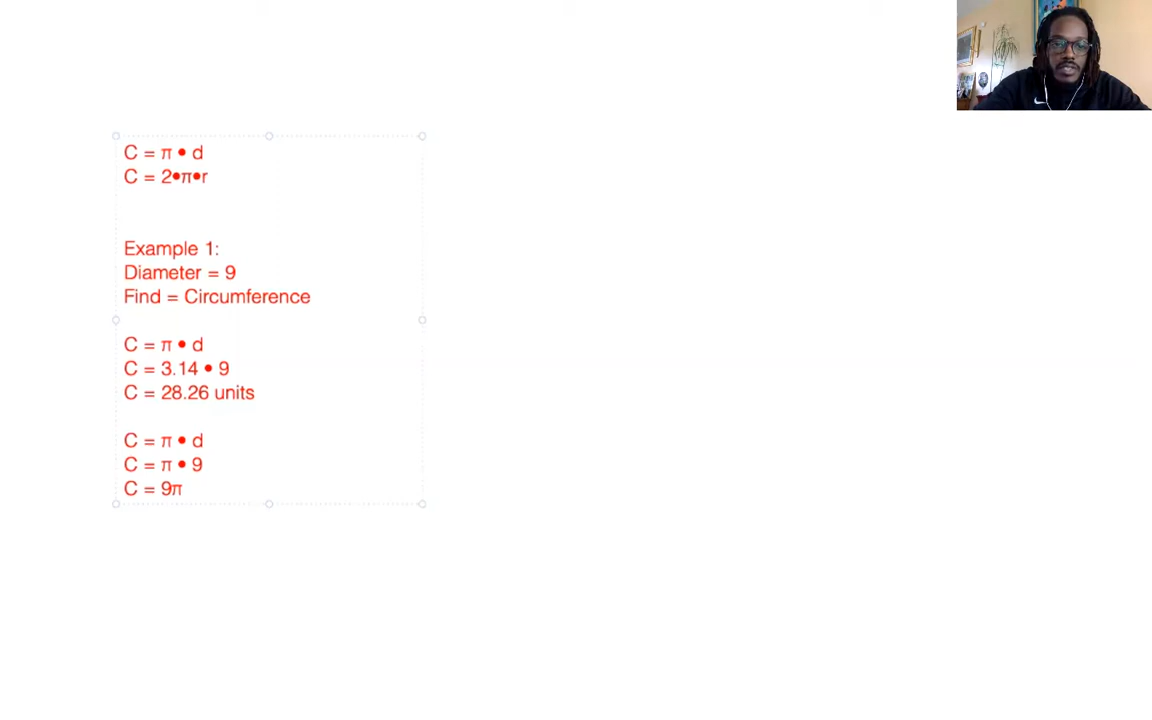 C = π • d
C = 2•π•r
Example 1:
Diameter = 9
Find = Circumference
C = π • d
C = 3.14 • 9
C = 28.26 units
C = π • d
C = π • 9
C = 9π